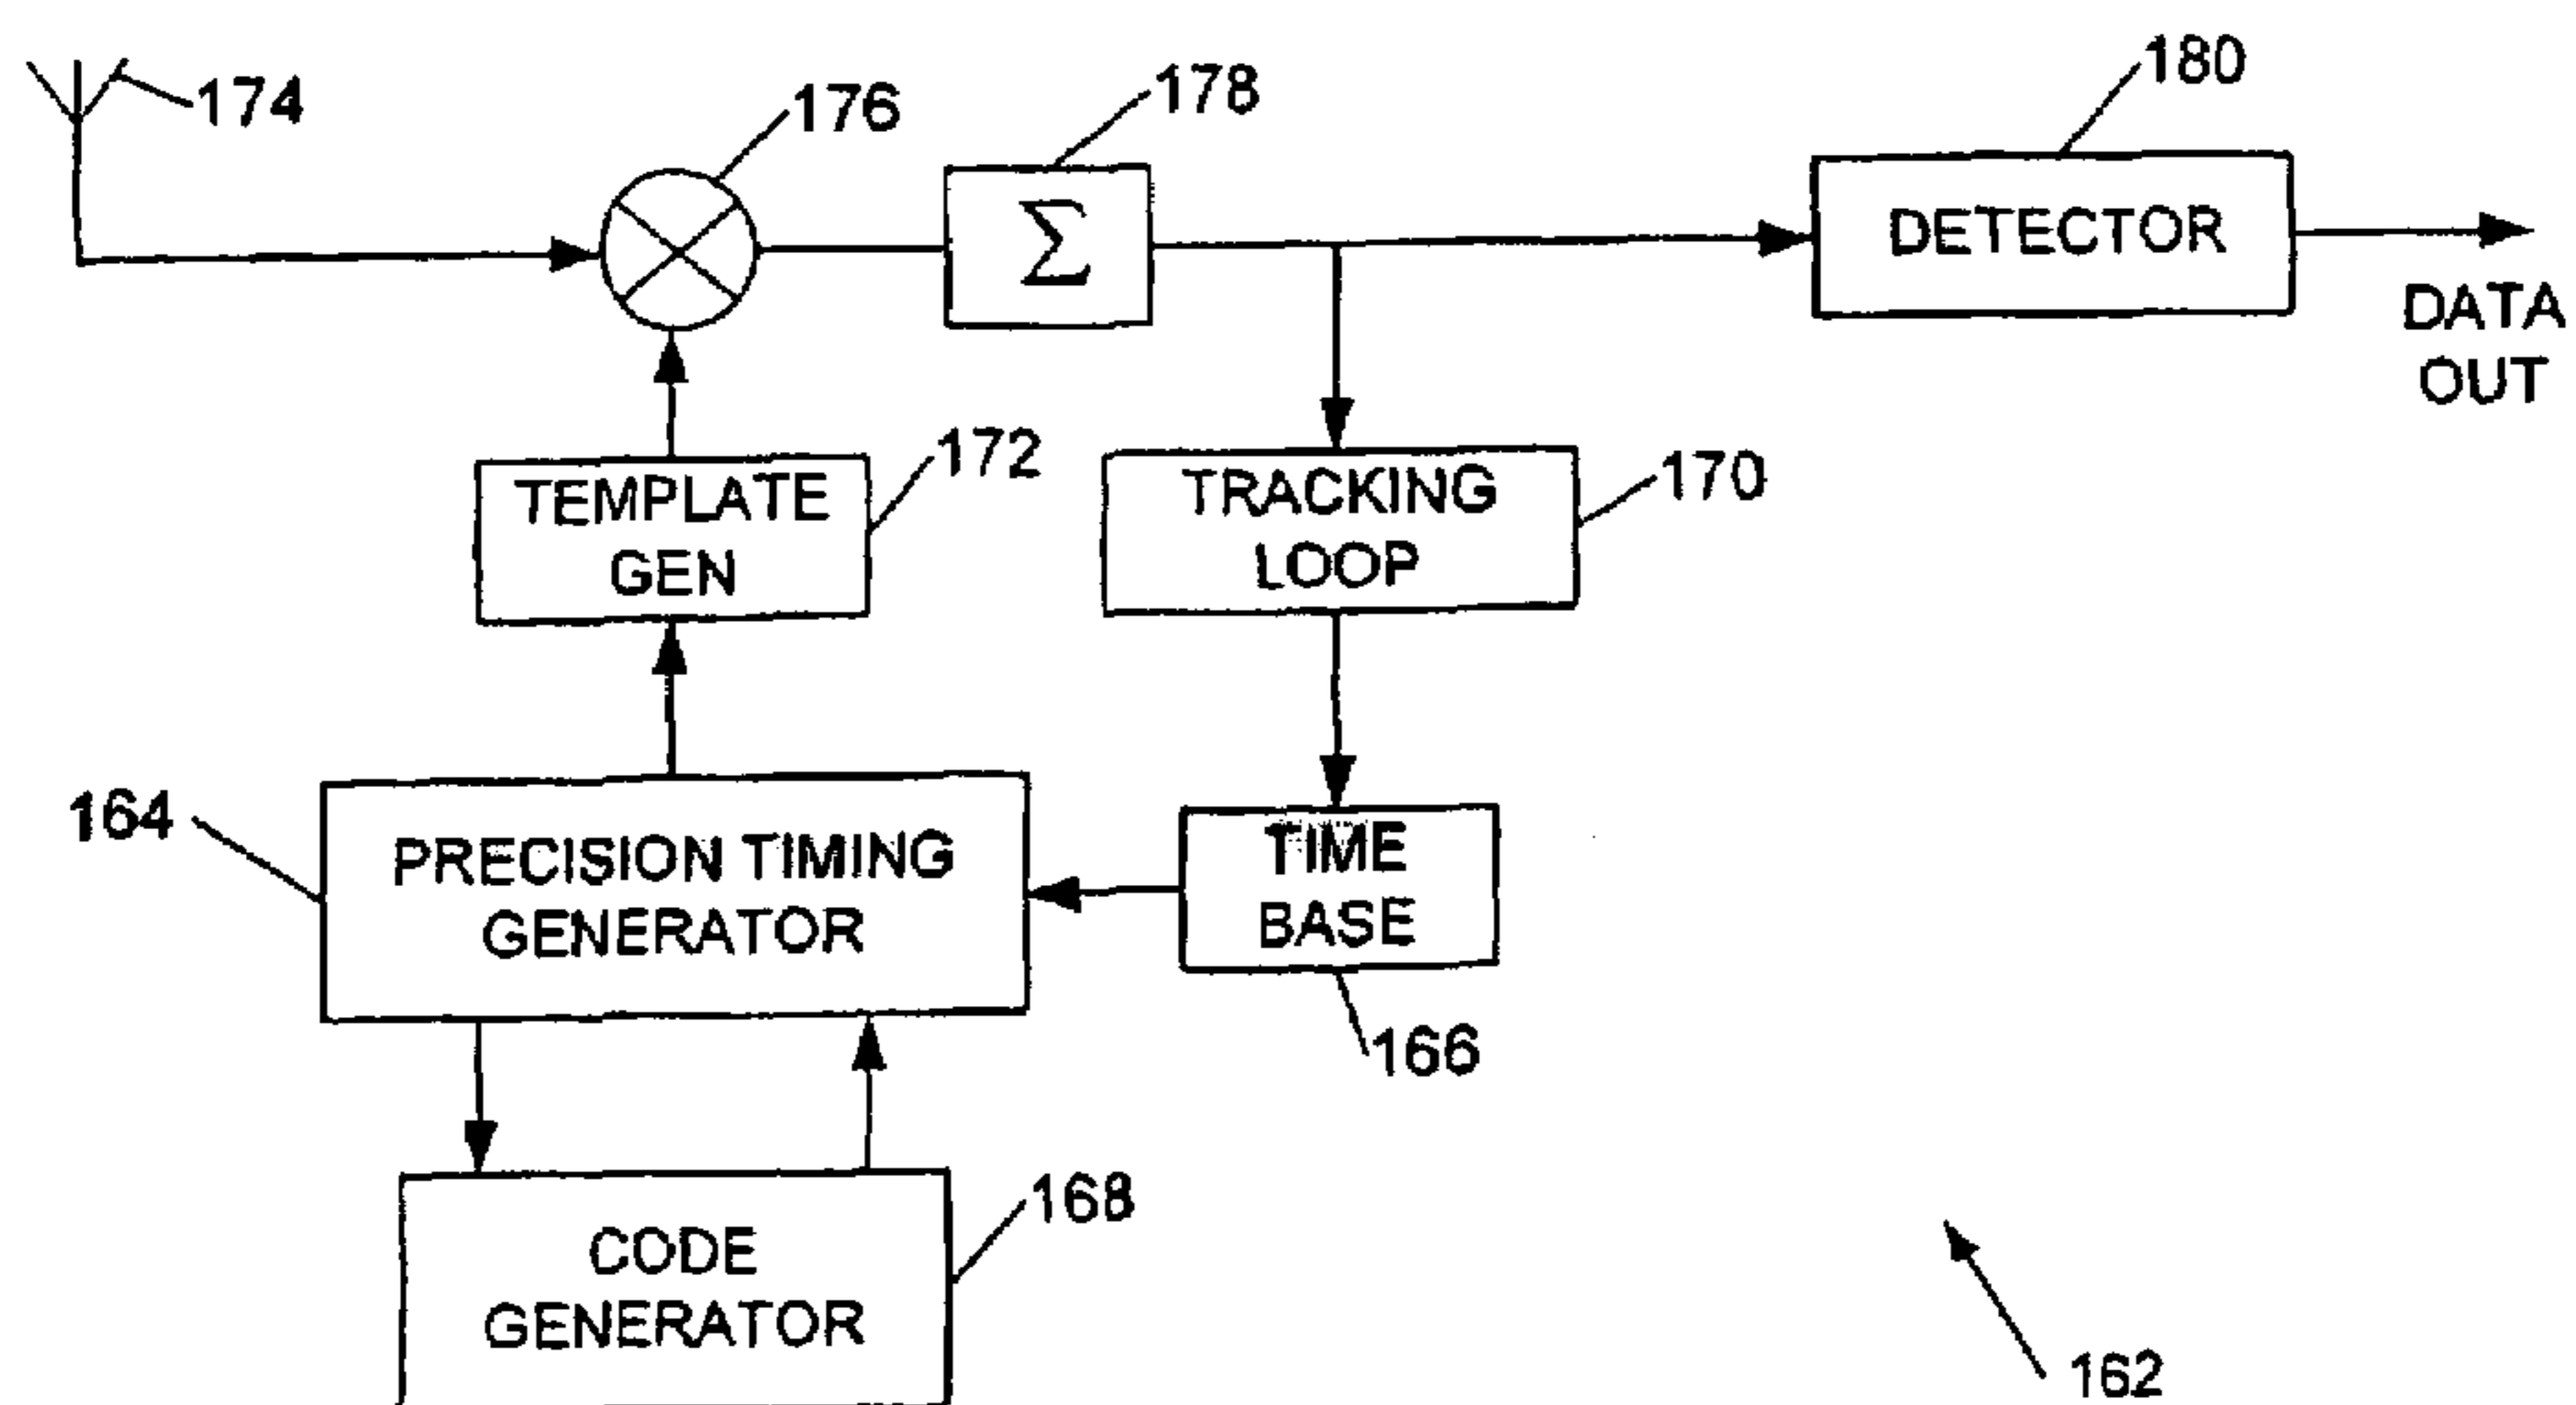 174
176
178
180
Σ
DETECTOR
DATA
OUT
TEMPLATE
GEN
172
TRACKING
LOOP
170
164
PRECISION TIMING
GENERATOR
TIME
BASE
166
CODE
GENERATOR
168
162